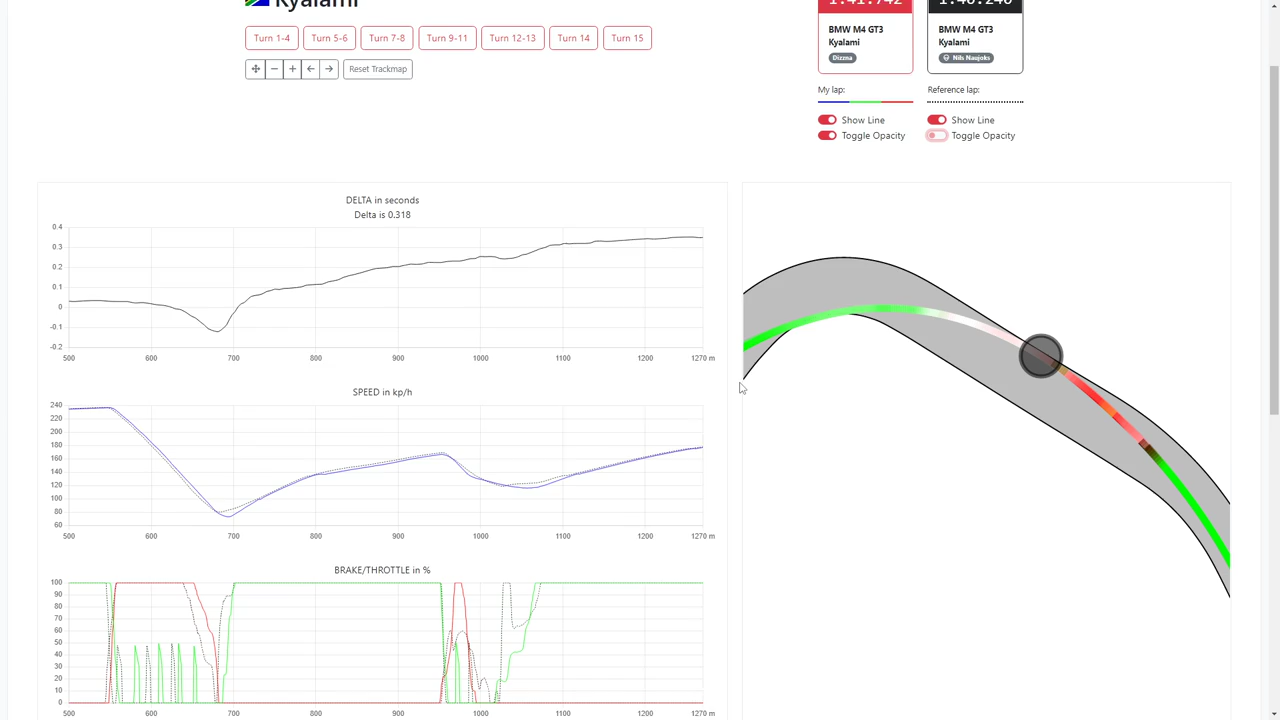 Kyalami
1:41.742
1:40.240
Turn 1-4
Turn 5-6
Turn 7-8
Turn 9-11
Turn 12-13
Turn 14
Turn 15
Reset Trackmap
BMW M4 GT3
Kyalami
Dizzna
BMW M4 GT3
Kyalami
Nils Naujoks
My lap:
Show Line
Toggle Opacity
Reference lap:
Show Line
Toggle Opacity
DELTA in seconds
Delta is 0.318
0.4
0.3
0.2
0.1
0
-0.1
-0.2
500 600 700 800 900 1000 1100 1200 1270 m
SPEED in kp/h
240
220
200
180
160
140
120
100
80
60
500 600 700 800 900 1000 1100 1200 1270 m
BRAKE/THROTTLE in %
100
90
80
70
60
50
40
30
20
10
0
500 600 700 800 900 1000 1100 1200 1270 m